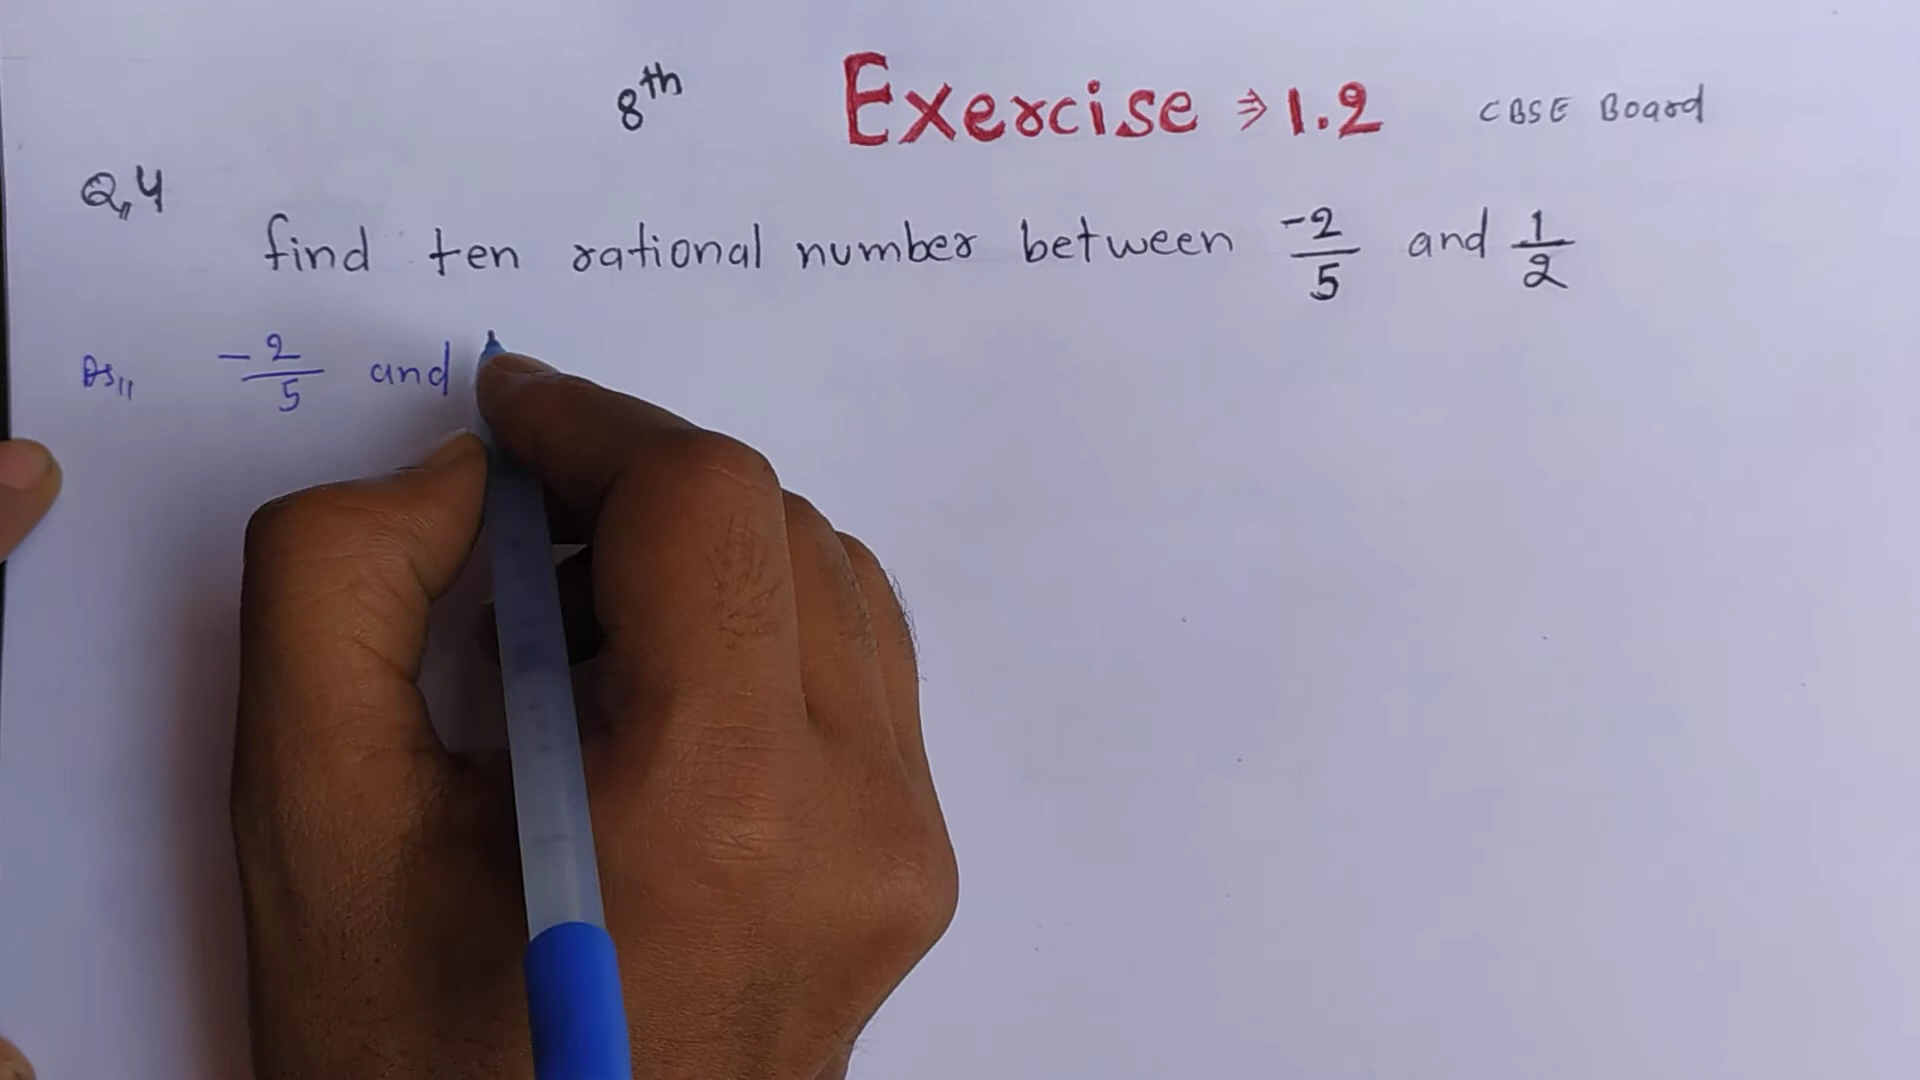 8th Exercise ⇒ 1.2 CBSE Board
Q,,4
find ten rational number between -2/5 and 1/2
As,, -2/5 and